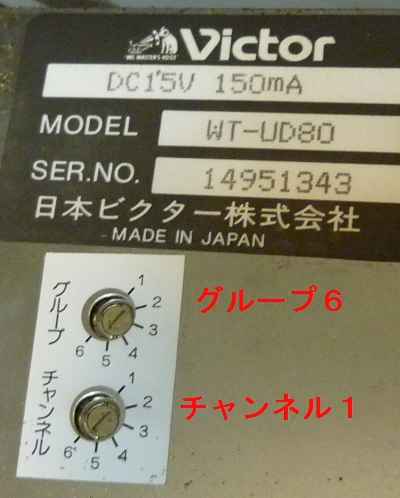 "HIS MASTER'S VOICE"
Victor
DC15V 150mA
MODEL WT-UD80
SER.NO. 14951343
日本ビクター株式会社
MADE IN JAPAN
グループ
1
2
3
4
5
6
グループ6
チャンネル
1
2
3
4
5
6
チャンネル1